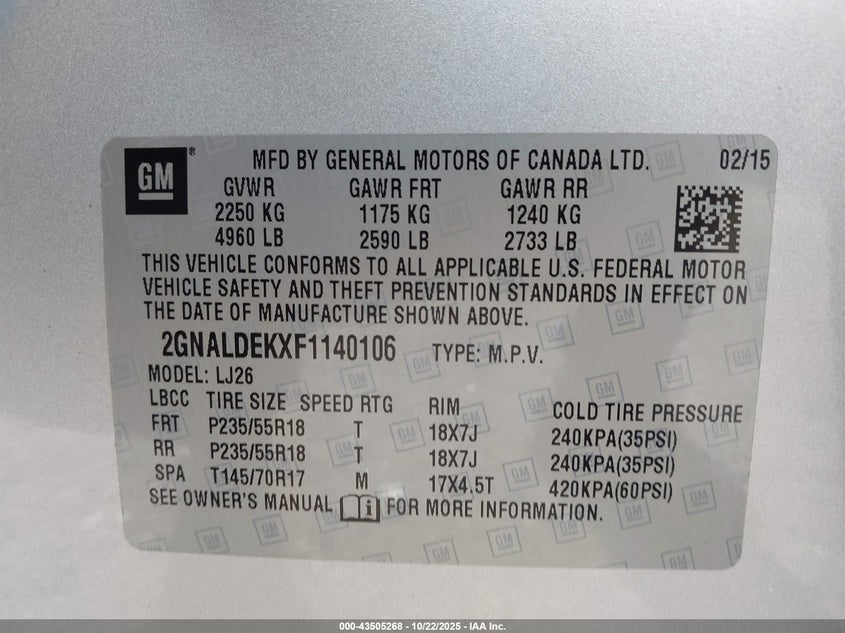 GM ® MFD BY GENERAL MOTORS OF CANADA LTD. 02/15
GVWR GAWR FRT GAWR RR
2250 KG 1175 KG 1240 KG
4960 LB 2590 LB 2733 LB
THIS VEHICLE CONFORMS TO ALL APPLICABLE U.S. FEDERAL MOTOR
VEHICLE SAFETY AND THEFT PREVENTION STANDARDS IN EFFECT ON
THE DATE OF MANUFACTURE SHOWN ABOVE.
2GNALDEKXF1140106 TYPE: M.P.V.
MODEL: LJ26
LBCC TIRE SIZE SPEED RTG RIM COLD TIRE PRESSURE
FRT P235/55R18 T 18X7J 240KPA(35PSI)
RR P235/55R18 T 18X7J 240KPA(35PSI)
SPA T145/70R17 M 17X4.5T 420KPA(60PSI)
SEE OWNER'S MANUAL i FOR MORE INFORMATION.
000-43505268 - 10/22/2025 - IAA Inc.